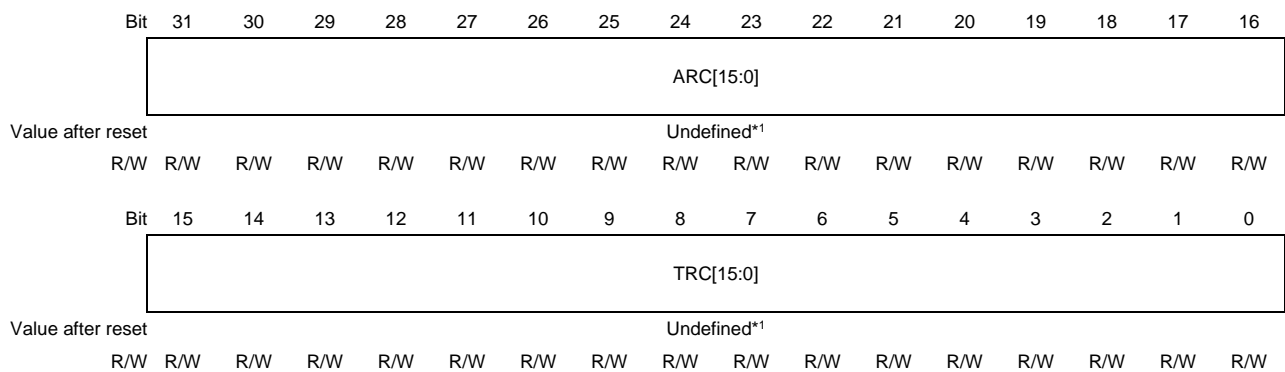 Bit 31 30 29 28 27 26 25 24 23 22 21 20 19 18 17 16
ARC[15:0]
Value after reset Undefined*1
R/W R/W R/W R/W R/W R/W R/W R/W R/W R/W R/W R/W R/W R/W R/W R/W R/W
Bit 15 14 13 12 11 10 9 8 7 6 5 4 3 2 1 0
TRC[15:0]
Value after reset Undefined*1
R/W R/W R/W R/W R/W R/W R/W R/W R/W R/W R/W R/W R/W R/W R/W R/W R/W